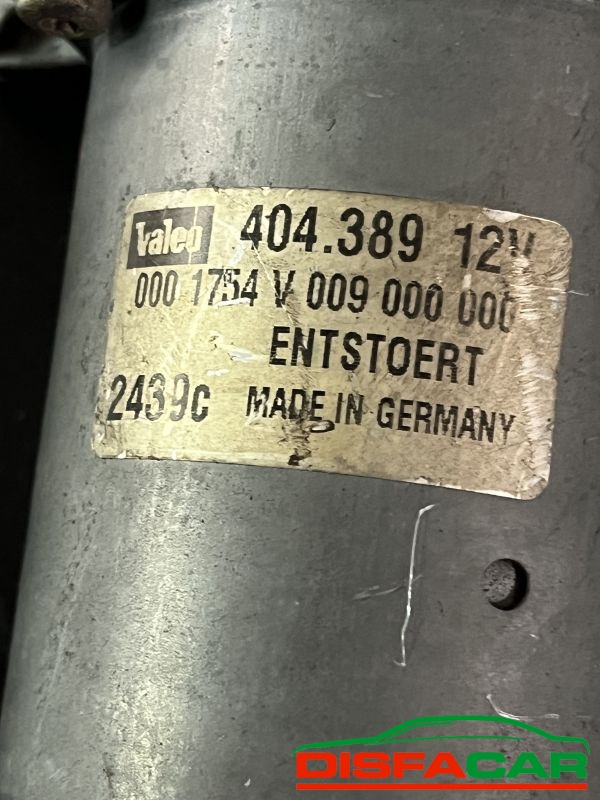 Valeo 404.389 12V
000 1754 V 009 000 000
ENTSTOERT
2439c MADE IN GERMANY
DISFACAR